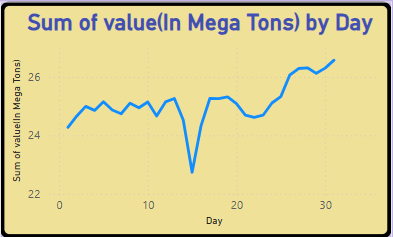 Sum of value(In Mega Tons) by Day
Sum of value(In Mega Tons)
26
24
22
0 10 20 30
Day